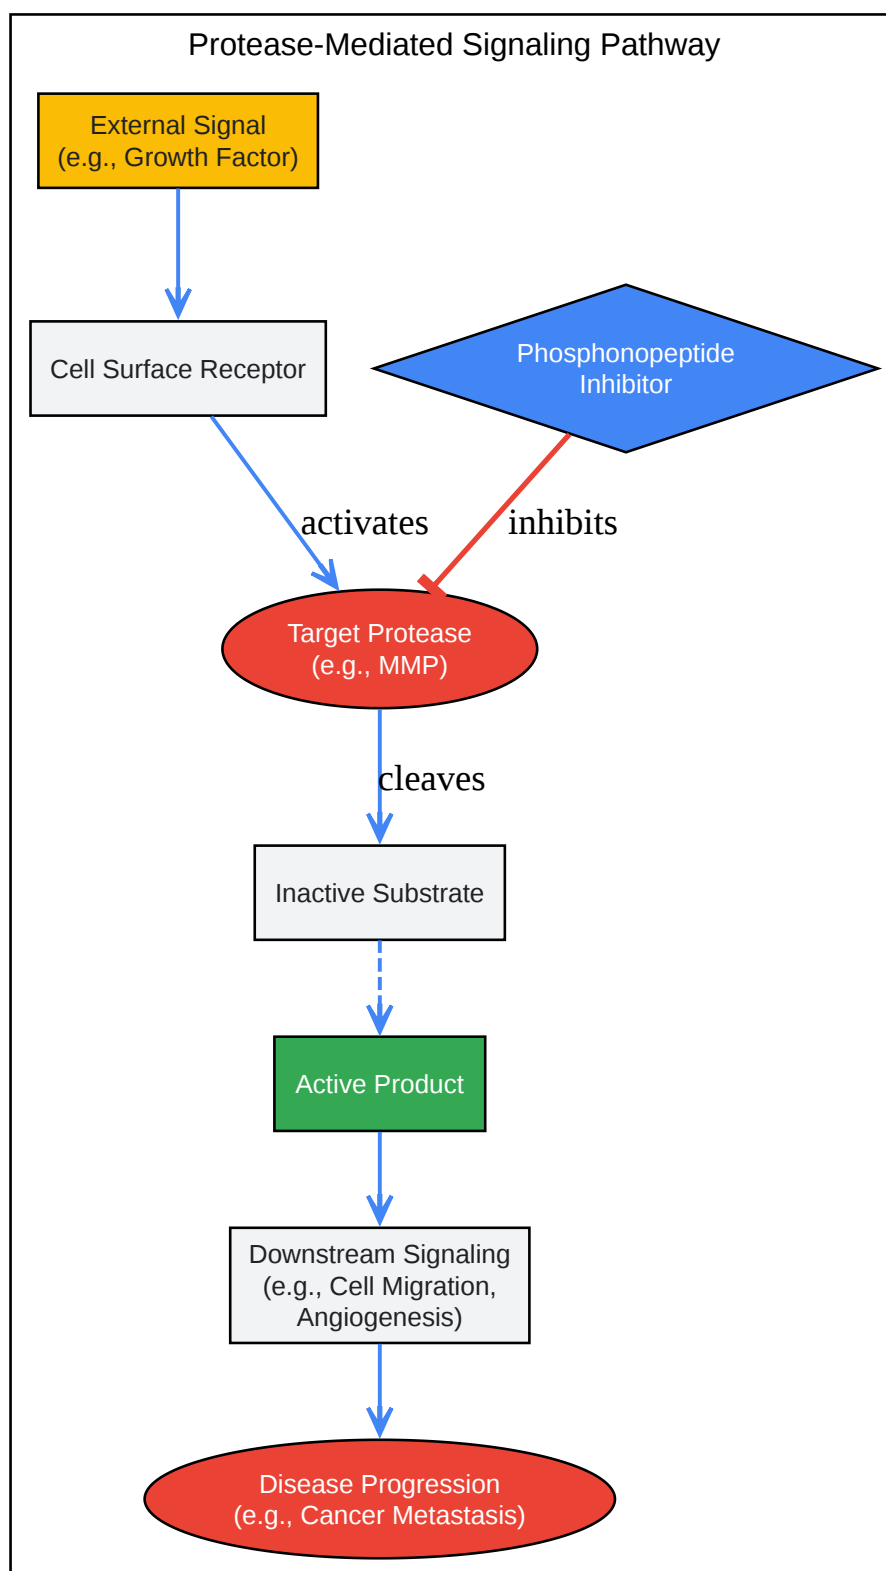 Protease-Mediated Signaling Pathway
External Signal
(e.g., Growth Factor)
Cell Surface Receptor
Phosphonopeptide
Inhibitor
activates
inhibits
Target Protease
(e.g., MMP)
cleaves
Inactive Substrate
Active Product
Downstream Signaling
(e.g., Cell Migration,
Angiogenesis)
Disease Progression
(e.g., Cancer Metastasis)